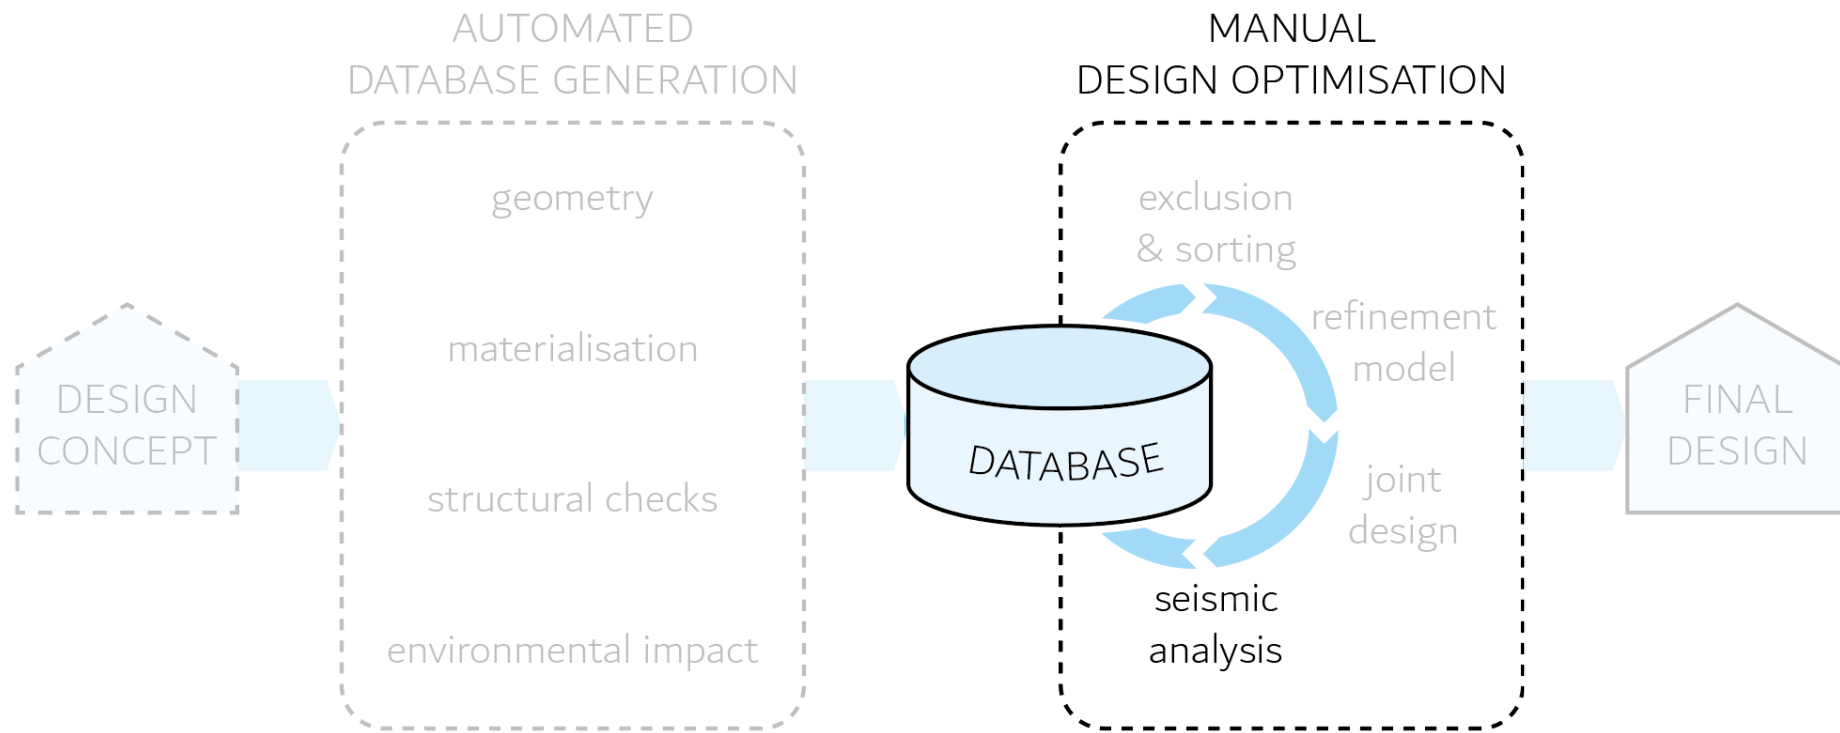 AUTOMATED
DATABASE GENERATION
geometry
materialisation
structural checks
environmental impact
DESIGN
CONCEPT
DATABASE
MANUAL
DESIGN OPTIMISATION
exclusion
& sorting
refinement
model
joint
design
seismic
analysis
FINAL
DESIGN